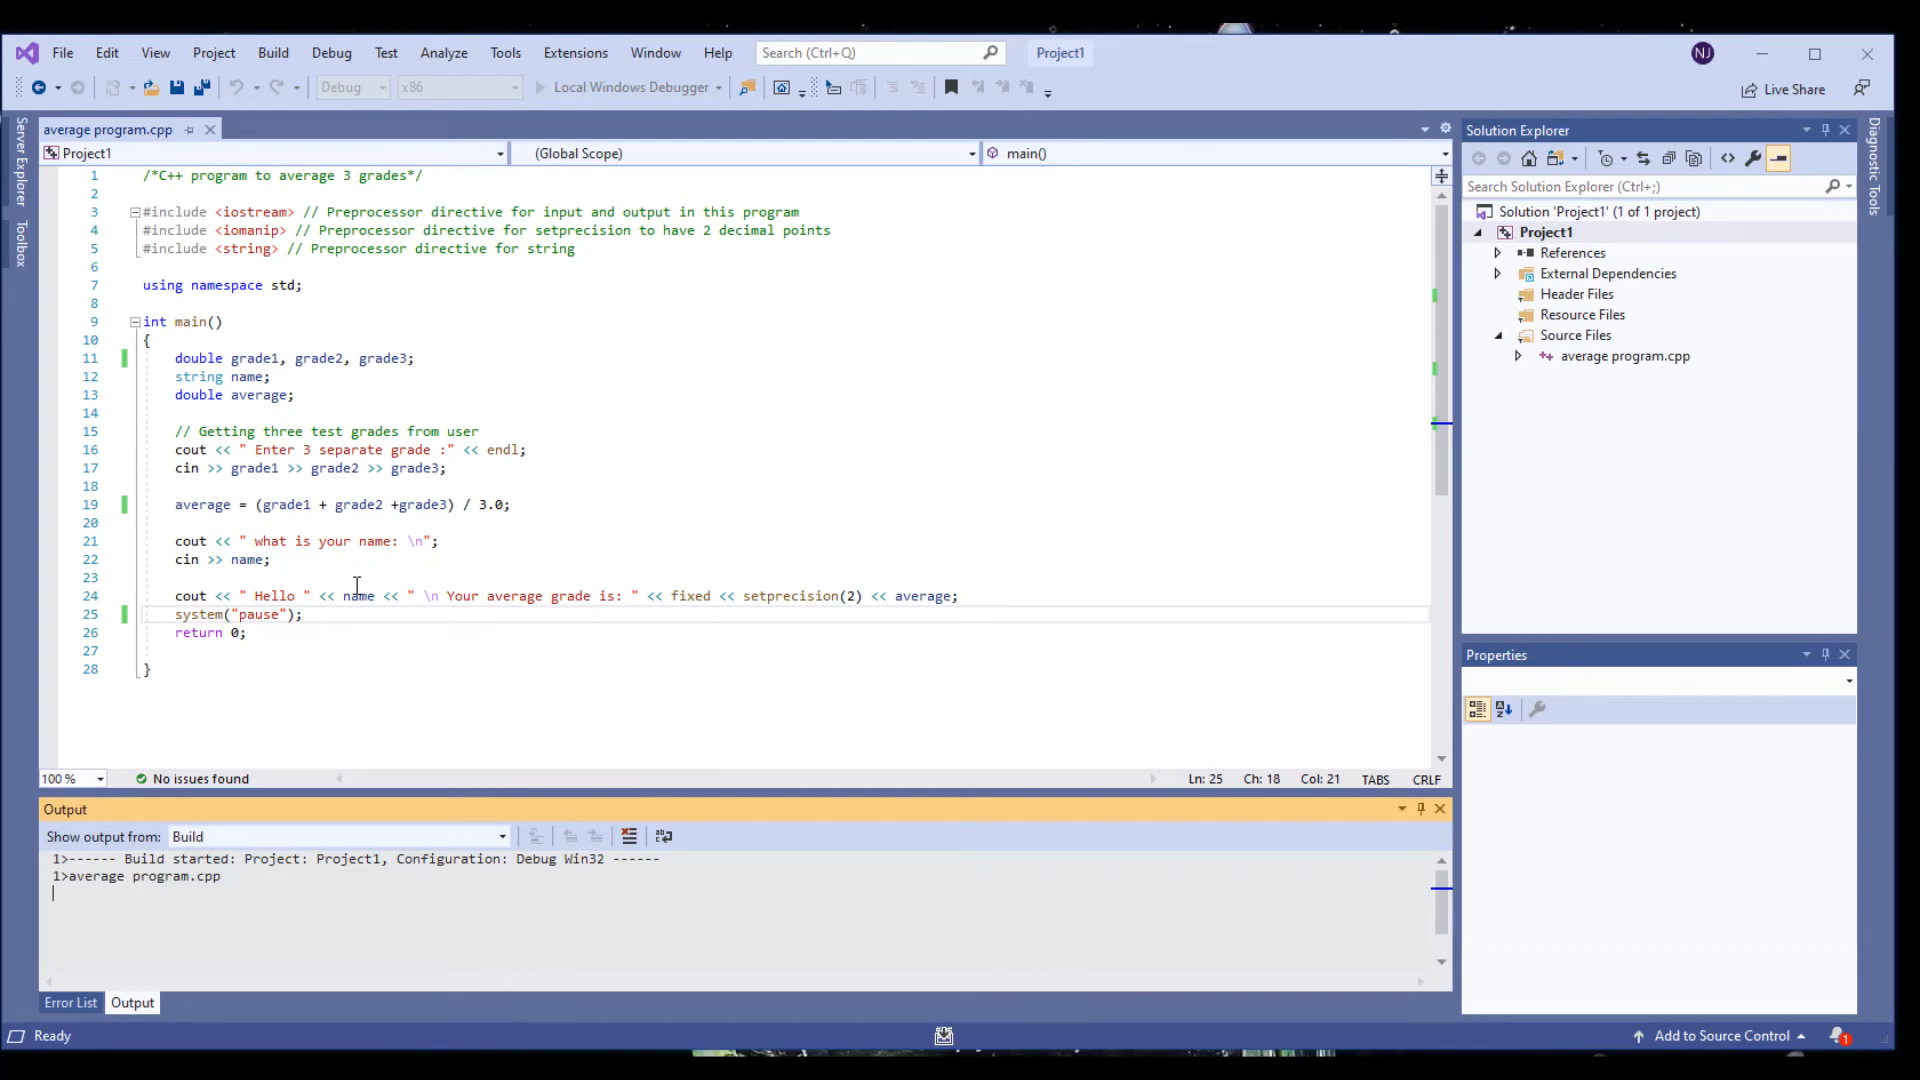 File Edit View Project Build Debug Test Analyze Tools Extensions Window Help Search (Ctrl+Q) Project1 NJ
Debug x86 Local Windows Debugger Live Share
average program.cpp
Project1 (Global Scope) main()
1 /*C++ program to average 3 grades*/
2
3 #include <iostream> // Preprocessor directive for input and output in this program
4 #include <iomanip> // Preprocessor directive for setprecision to have 2 decimal points
5 #include <string> // Preprocessor directive for string
6
7 using namespace std;
8
9 int main()
10 {
11 double grade1, grade2, grade3;
12 string name;
13 double average;
14
15 // Getting three test grades from user
16 cout << " Enter 3 separate grade :" << endl;
17 cin >> grade1 >> grade2 >> grade3;
18
19 average = (grade1 + grade2 +grade3) / 3.0;
20
21 cout << " what is your name: \n";
22 cin >> name;
23
24 cout << " Hello " << name << " \n Your average grade is: " << fixed << setprecision(2) << average;
25 system("pause");
26 return 0;
27
28 }
100 % No issues found Ln: 25 Ch: 18 Col: 21 TABS CRLF
Output
Show output from: Build
1>------ Build started: Project: Project1, Configuration: Debug Win32 ------
1>average program.cpp
Error List Output
Ready Add to Source Control 1
Server Explorer
Toolbox
Solution Explorer
Search Solution Explorer (Ctrl+;)
Solution 'Project1' (1 of 1 project)
Project1
References
External Dependencies
Header Files
Resource Files
Source Files
average program.cpp
Properties
Diagnostic Tools